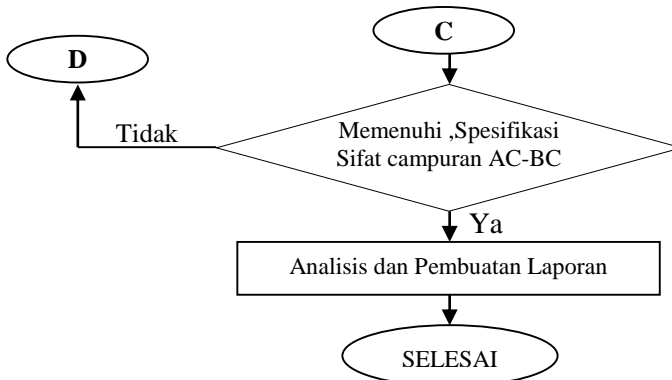 C
D
Tidak
Memenuhi ,Spesifikasi
Sifat campuran AC-BC
Ya
Analisis dan Pembuatan Laporan
SELESAI